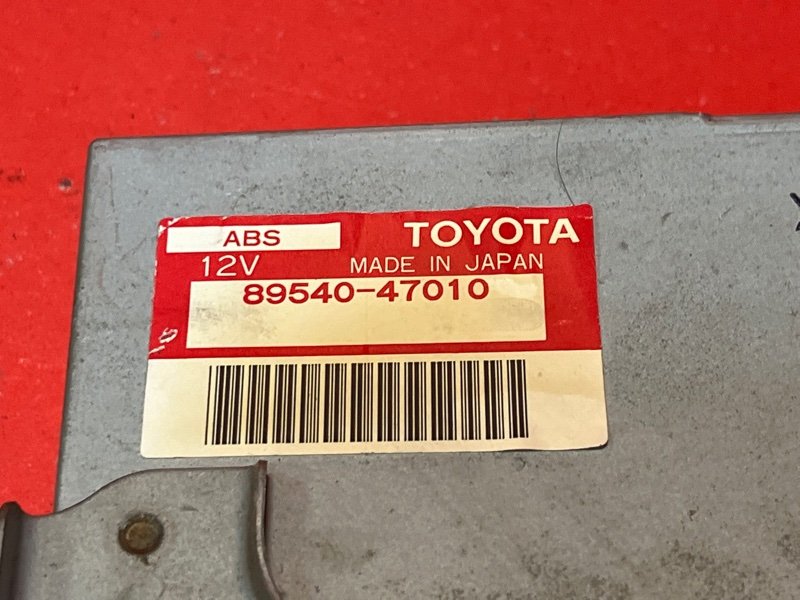 ABS TOYOTA
12V MADE IN JAPAN
89540-47010